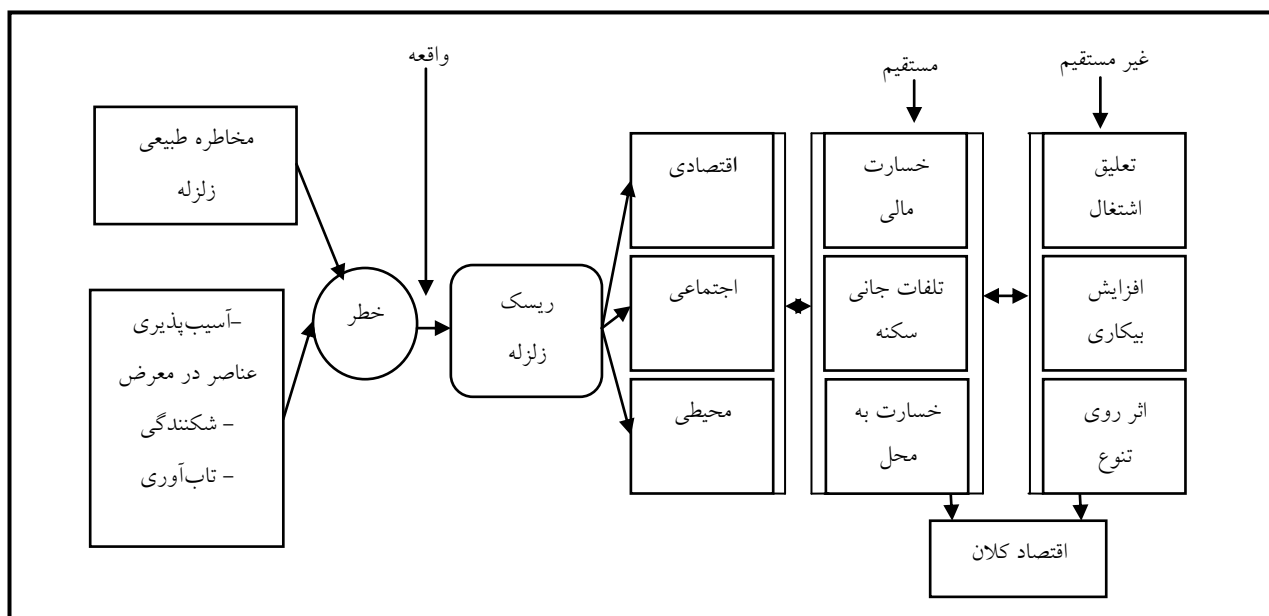 واقعه
مستقیم
غیر مستقیم
مخاطره طبیعی
زلزله
-آسیب‌پذیری
عناصر در معرض
- شکنندگی
- تاب‌آوری
خطر
ریسک
زلزله
اقتصادی
اجتماعی
محیطی
خسارت
مالی
تلفات جانی
سکنه
خسارت به
محل
تعلیق
اشتغال
افزایش
بیکاری
اثر روی
تنوع
اقتصاد کلان